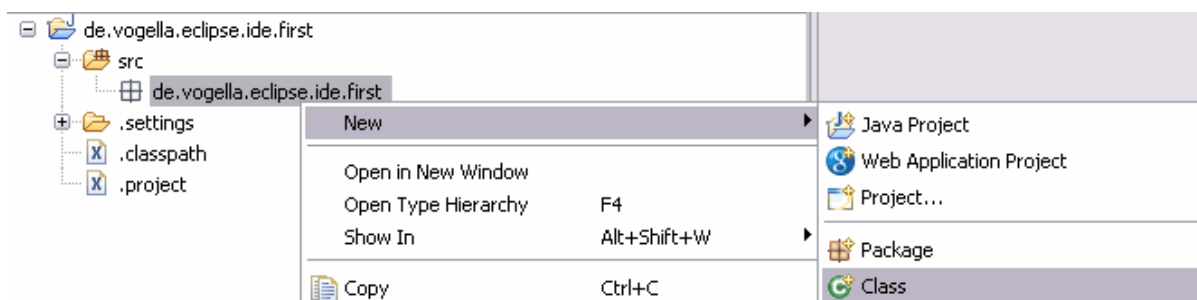 de.vogella.eclipse.ide.first
src
de.vogella.eclipse.ide.first
.settings
.classpath
.project
New
Open in New Window
Open Type Hierarchy F4
Show In Alt+Shift+W
Copy Ctrl+C
Java Project
Web Application Project
Project...
Package
Class